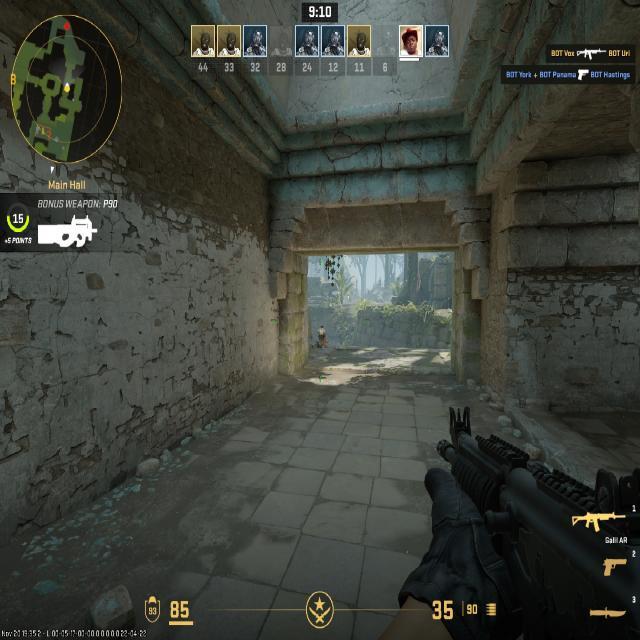 9:10
44 33 32 28 24 12 11 6
B
BOT Vox BOT Uri
BOT York + BOT Panama BOT Hastings
Main Hall
BONUS WEAPON: P90
15
+5 POINTS
1
Galil AR
2
3
93 85
35 90